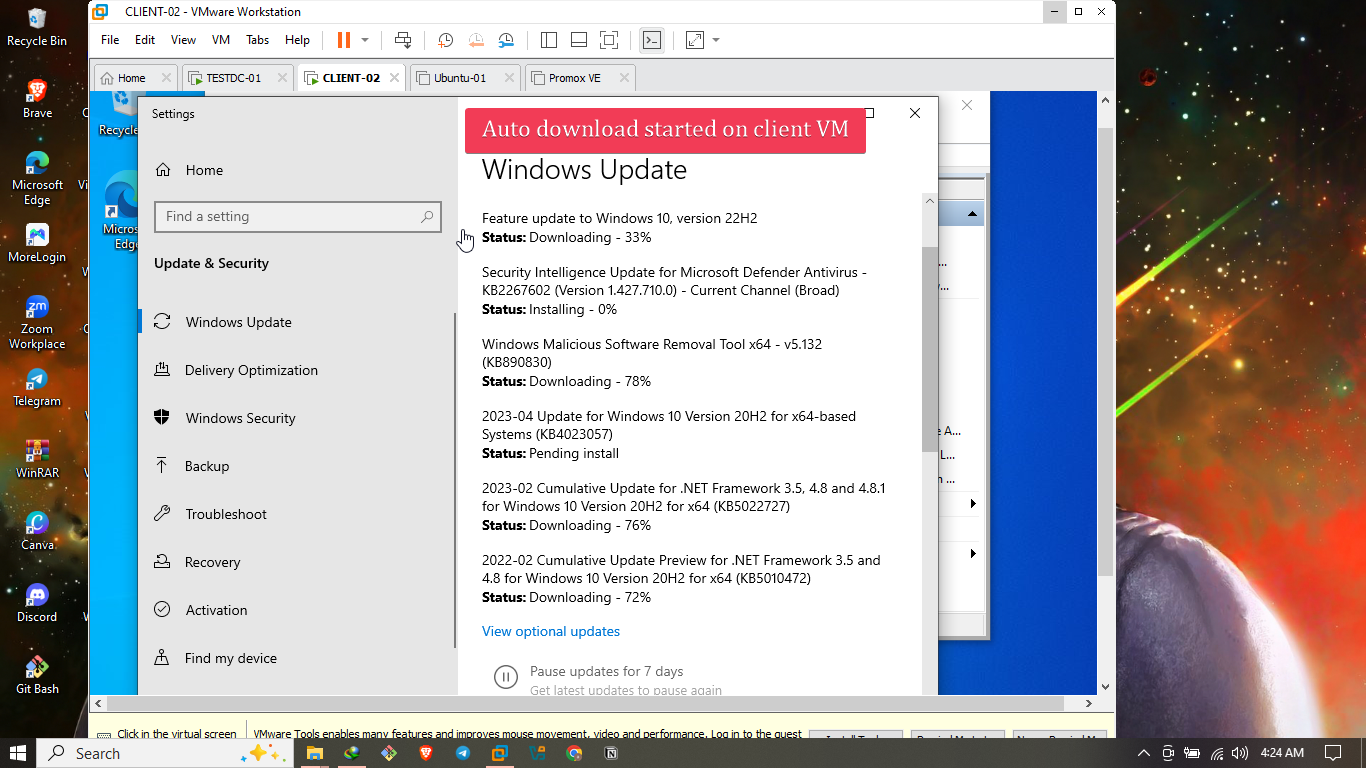 Recycle Bin
Brave
Microsoft
Edge
MoreLogin
Zoom
Workplace
Telegram
WinRAR
Canva
Discord
Git Bash
CLIENT-02 - VMware Workstation
File Edit View VM Tabs Help
Home
TESTDC-01
CLIENT-02
Ubuntu-01
Promox VE
Recycle
Micros
Edge
Settings
Home
Find a setting
Update & Security
Windows Update
Delivery Optimization
Windows Security
Backup
Troubleshoot
Recovery
Activation
Find my device
Auto download started on client VM
Windows Update
Feature update to Windows 10, version 22H2
Status: Downloading - 33%
Security Intelligence Update for Microsoft Defender Antivirus -
KB2267602 (Version 1.427.710.0) - Current Channel (Broad)
Status: Installing - 0%
Windows Malicious Software Removal Tool x64 - v5.132
(KB890830)
Status: Downloading - 78%
2023-04 Update for Windows 10 Version 20H2 for x64-based
Systems (KB4023057)
Status: Pending install
2023-02 Cumulative Update for .NET Framework 3.5, 4.8 and 4.8.1
for Windows 10 Version 20H2 for x64 (KB5022727)
Status: Downloading - 76%
2022-02 Cumulative Update Preview for .NET Framework 3.5 and
4.8 for Windows 10 Version 20H2 for x64 (KB5010472)
Status: Downloading - 72%
View optional updates
Pause updates for 7 days
Get latest updates to pause again
Click in the virtual screen
VMware Tools enables many features and improves mouse movement, video and performance. Log in to the guest
Search
4:24 AM